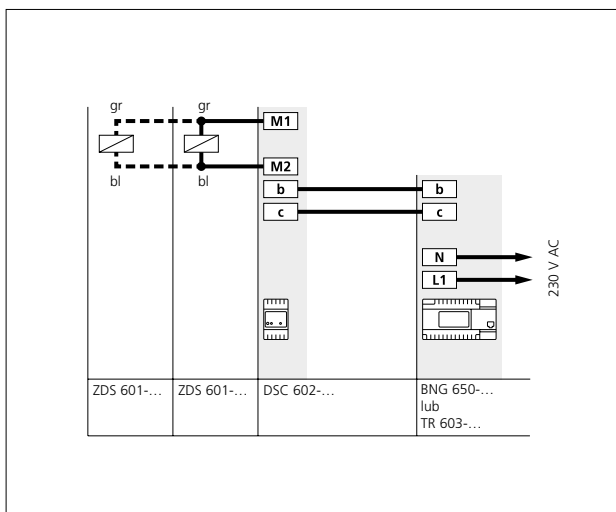 gr gr
M1
M2
bl bl
b b
c c
N
L1
230 V AC
ZDS 601-... ZDS 601-... DSC 602-... BNG 650-...
lub
TR 603-...